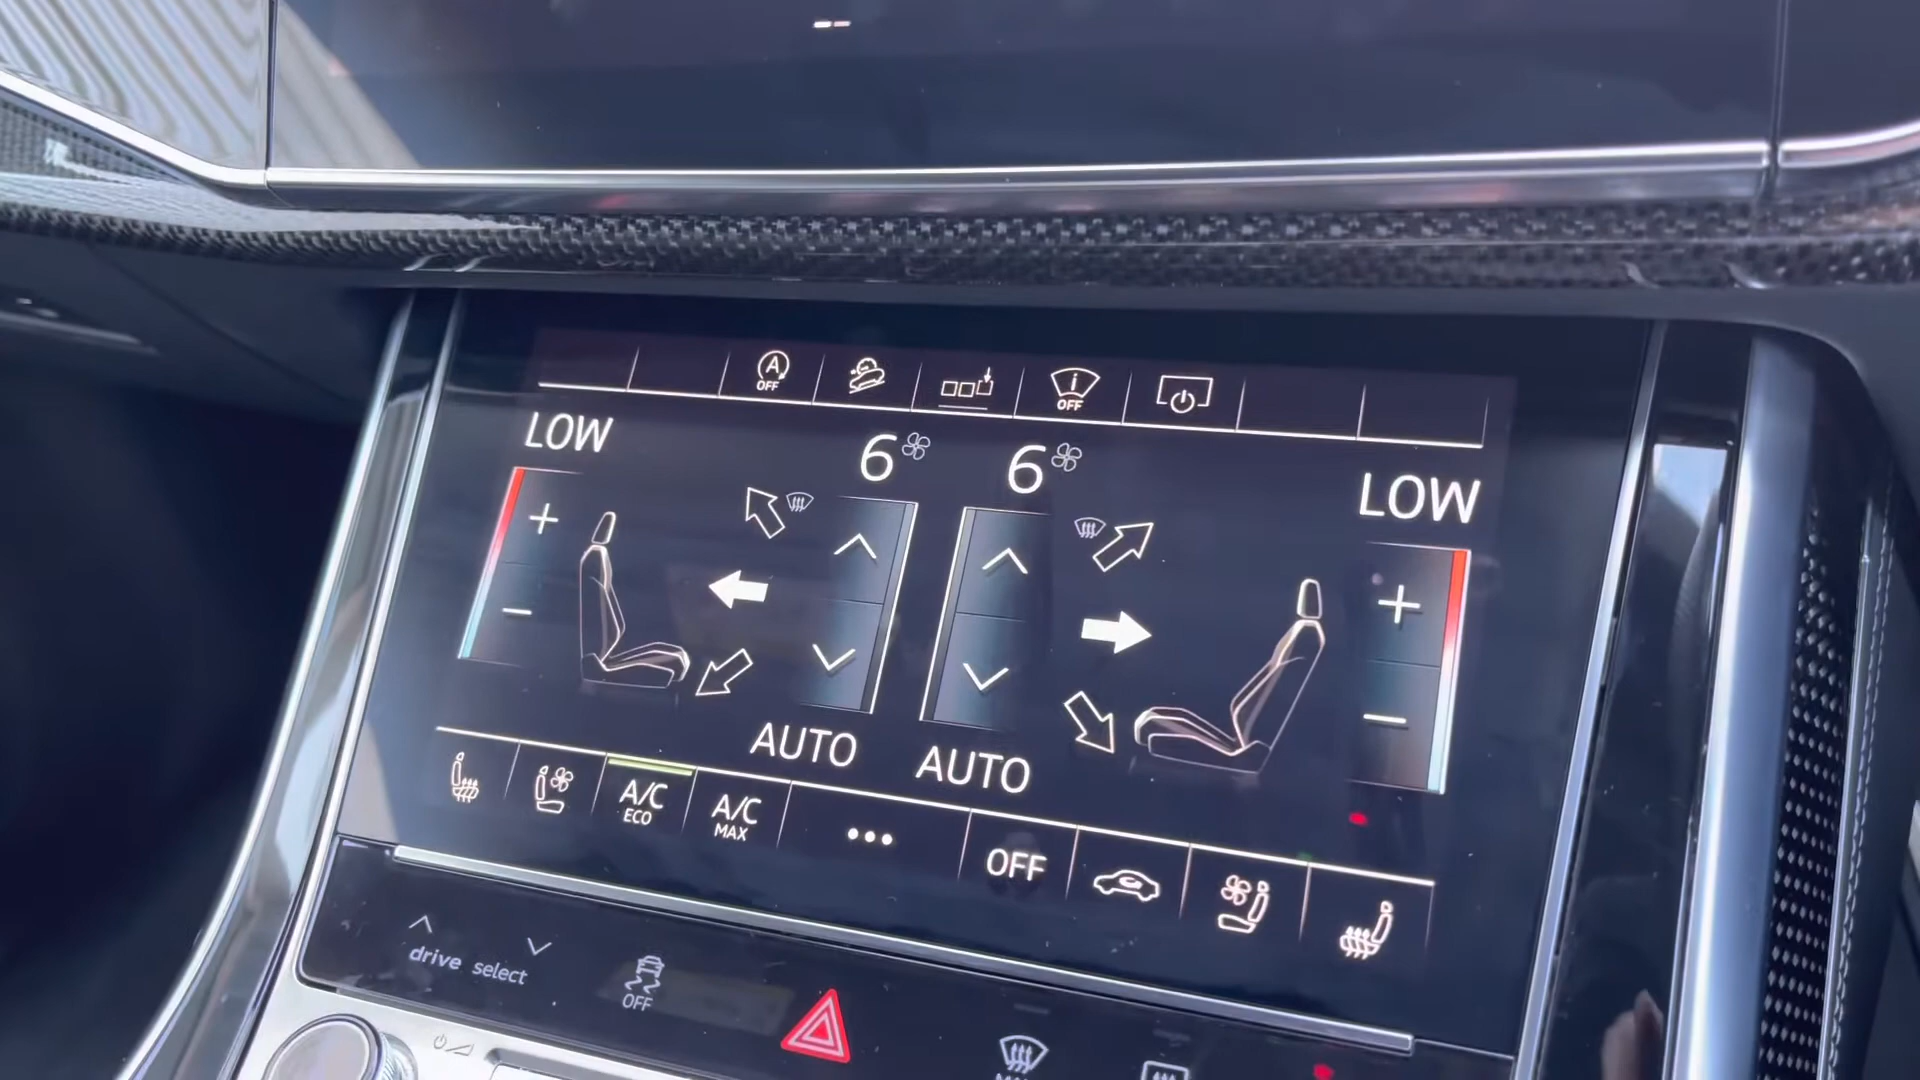 A
OFF
OFF
LOW
6
6
LOW
+
+
−
−
AUTO
AUTO
A/C
ECO
A/C
MAX
•••
OFF
drive select
OFF